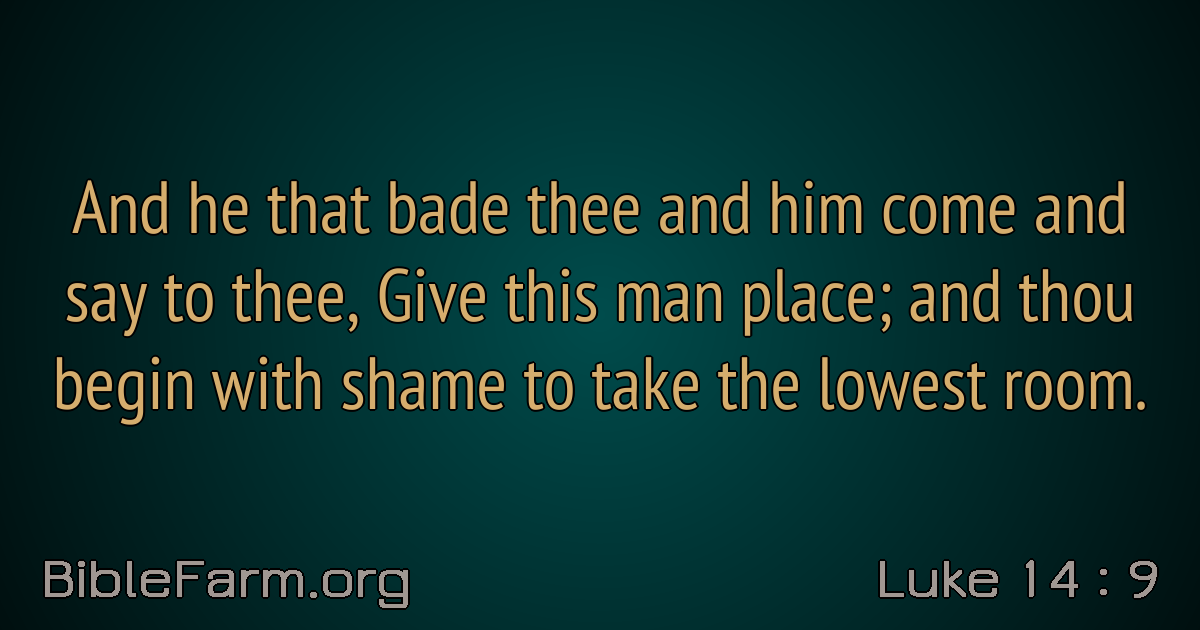 And he that bade thee and him come and
say to thee, Give this man place; and thou
begin with shame to take the lowest room.
BibleFarm.org
Luke 14 : 9